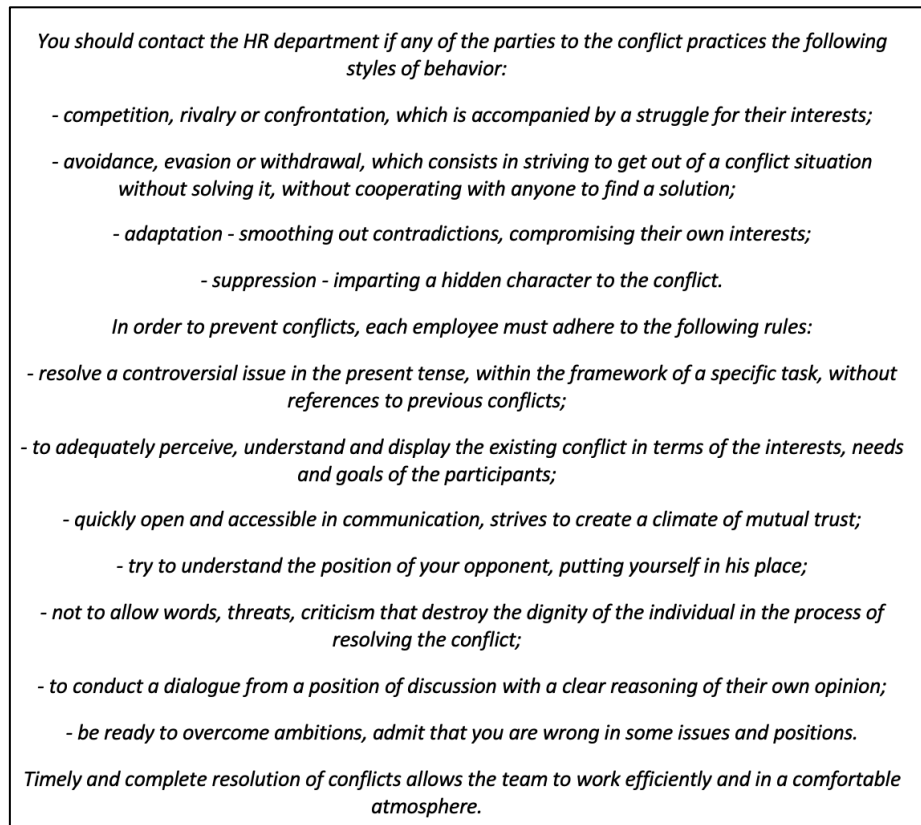 You should contact the HR department if any of the parties to the conflict practices the following
styles of behavior:
- competition, rivalry or confrontation, which is accompanied by a struggle for their interests;
- avoidance, evasion or withdrawal, which consists in striving to get out of a conflict situation
without solving it, without cooperating with anyone to find a solution;
- adaptation - smoothing out contradictions, compromising their own interests;
- suppression - imparting a hidden character to the conflict.
In order to prevent conflicts, each employee must adhere to the following rules:
- resolve a controversial issue in the present tense, within the framework of a specific task, without
references to previous conflicts;
- to adequately perceive, understand and display the existing conflict in terms of the interests, needs
and goals of the participants;
- quickly open and accessible in communication, strives to create a climate of mutual trust;
- try to understand the position of your opponent, putting yourself in his place;
- not to allow words, threats, criticism that destroy the dignity of the individual in the process of
resolving the conflict;
- to conduct a dialogue from a position of discussion with a clear reasoning of their own opinion;
- be ready to overcome ambitions, admit that you are wrong in some issues and positions.
Timely and complete resolution of conflicts allows the team to work efficiently and in a comfortable
atmosphere.